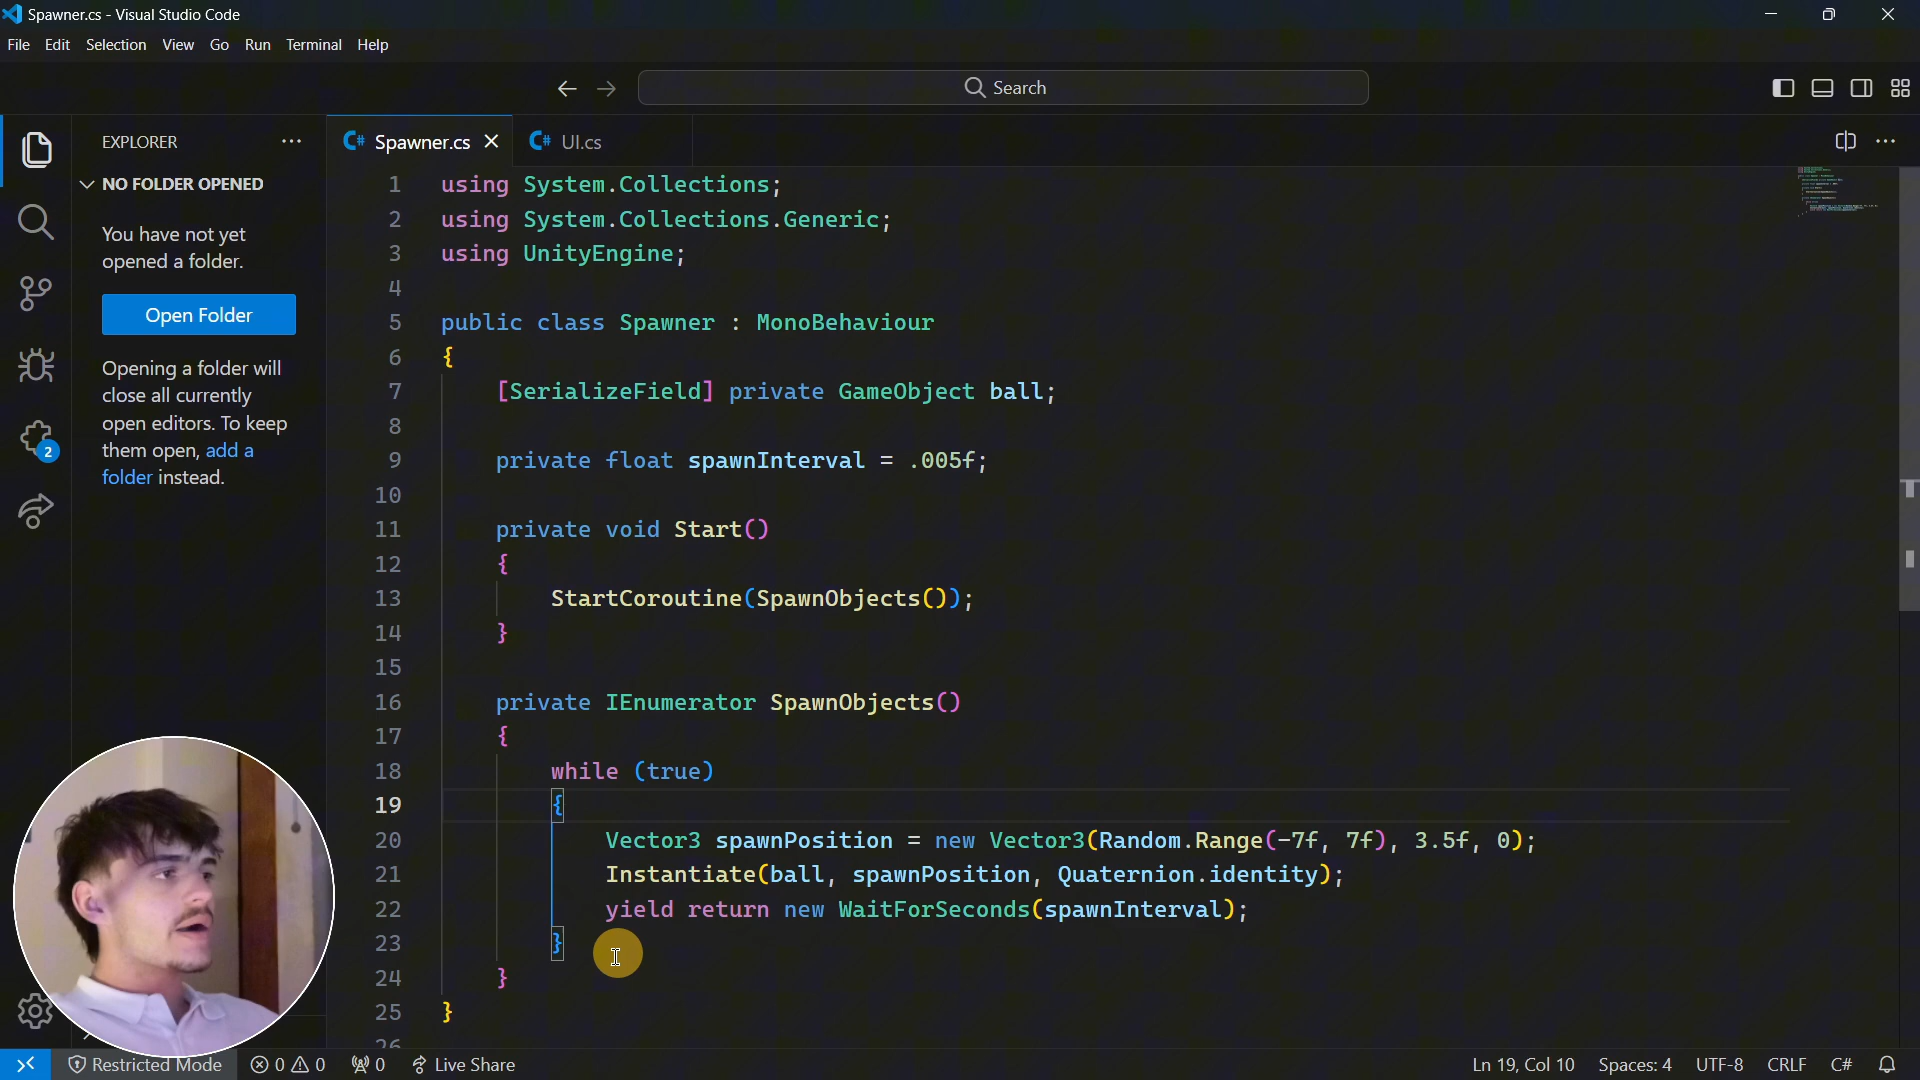 Spawner.cs - Visual Studio Code
File Edit Selection View Go Run Terminal Help
Search
EXPLORER
Spawner.cs
UI.cs
NO FOLDER OPENED
You have not yet
opened a folder.
Open Folder
Opening a folder will
close all currently
open editors. To keep
them open, add a
folder instead.
2
1 using System.Collections;
2 using System.Collections.Generic;
3 using UnityEngine;
4
5 public class Spawner : MonoBehaviour
6 {
7 [SerializeField] private GameObject ball;
8
9 private float spawnInterval = .005f;
10
11 private void Start()
12 {
13 StartCoroutine(SpawnObjects());
14 }
15
16 private IEnumerator SpawnObjects()
17 {
18 while (true)
19 {
20 Vector3 spawnPosition = new Vector3(Random.Range(-7f, 7f), 3.5f, 0);
21 Instantiate(ball, spawnPosition, Quaternion.identity);
22 yield return new WaitForSeconds(spawnInterval);
23 }
24 }
25 }
26
Restricted Mode 0 0 0 Live Share
Ln 19, Col 10 Spaces: 4 UTF-8 CRLF C#